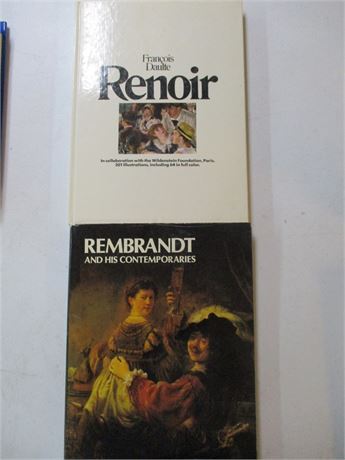 François
Daulte
Renoir
In collaboration with the Wildenstein Foundation, Paris.
201 illustrations, including 64 in full color.
REMBRANDT
AND HIS CONTEMPORARIES